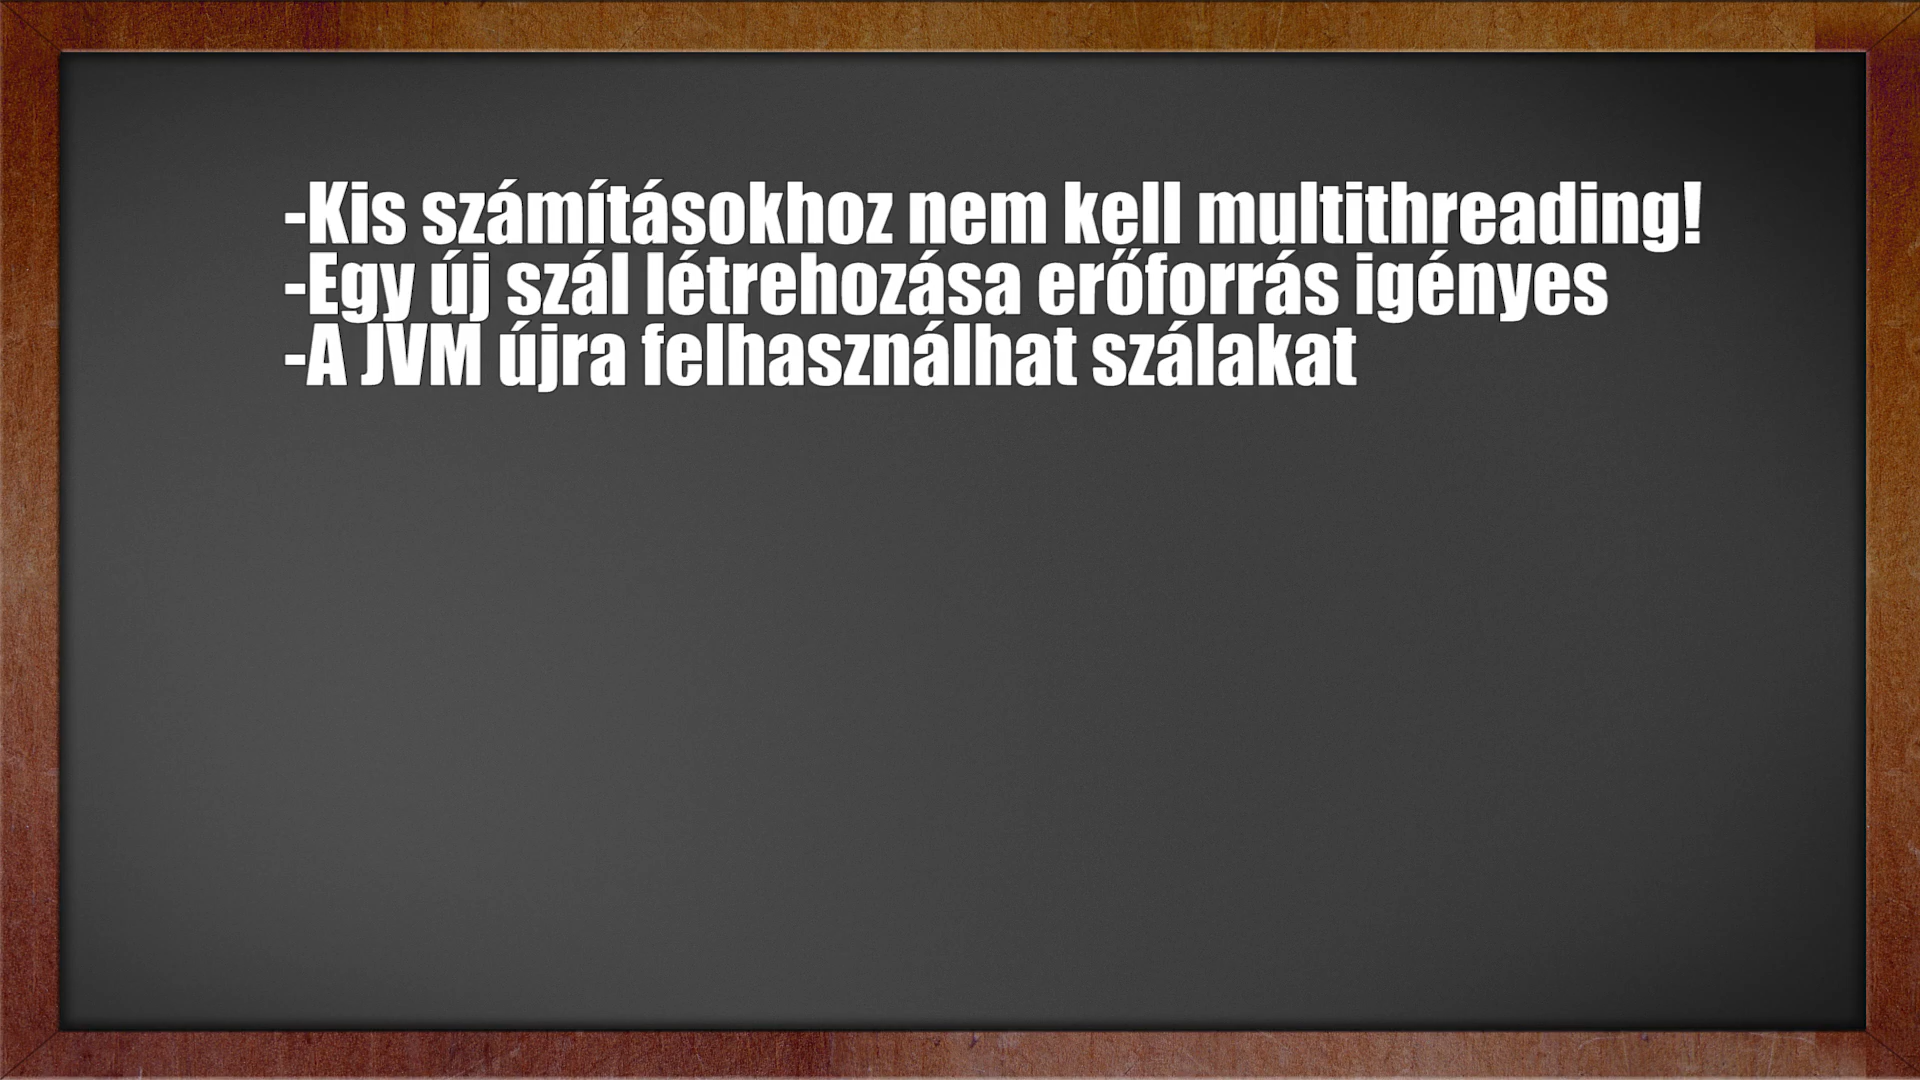 -Kis számításokhoz nem kell multithreading!
-Egy új szál létrehozása erőforrás igényes
-A JVM újra felhasználhat szálakat